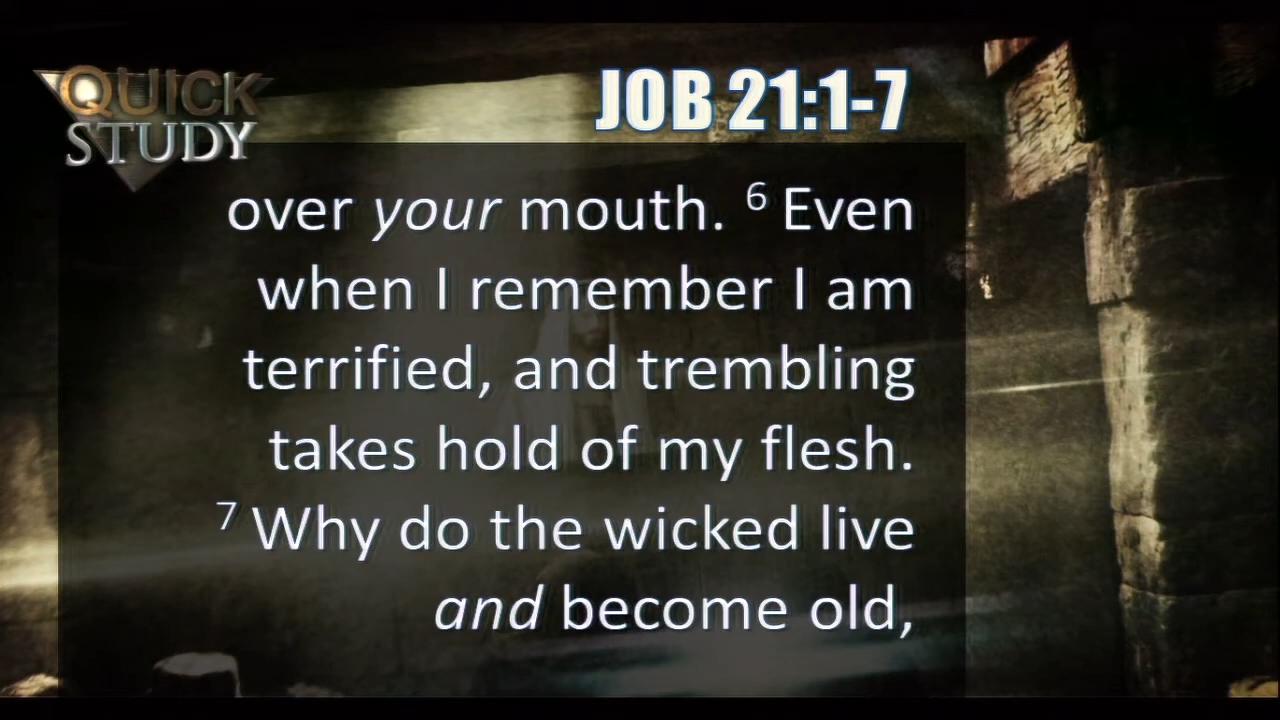 QUICK
STUDY
JOB 21:1-7
over your mouth. 6 Even
when I remember I am
terrified, and trembling
takes hold of my flesh.
7 Why do the wicked live
and become old,